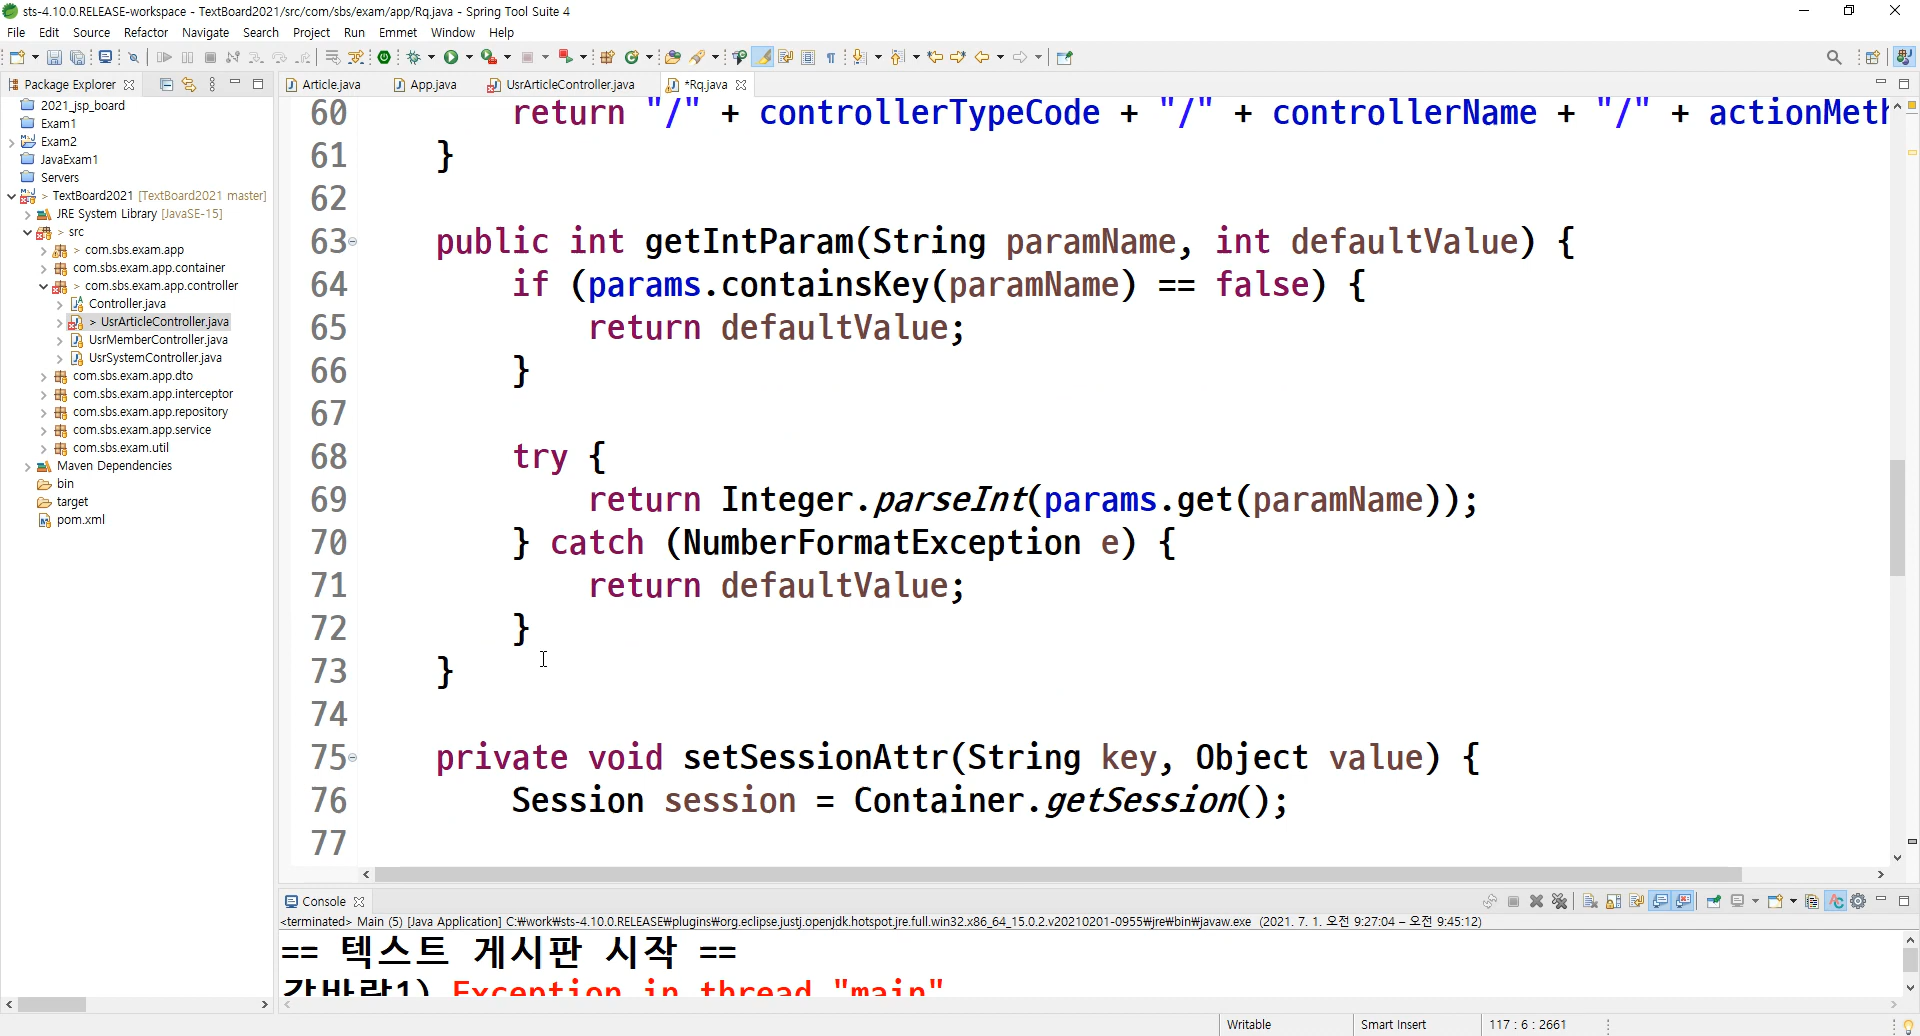 sts-4.10.0.RELEASE-workspace - TextBoard2021/src/com/sbs/exam/app/Rq.java - Spring Tool Suite 4
File Edit Source Refactor Navigate Search Project Run Emmet Window Help
Package Explorer
Article.java App.java UsrArticleController.java *Rq.java
2021_jsp_board
Exam1
Exam2
JavaExam1
Servers
> TextBoard2021 [TextBoard2021 master]
JRE System Library [JavaSE-15]
> src
> com.sbs.exam.app
com.sbs.exam.app.container
> com.sbs.exam.app.controller
Controller.java
> UsrArticleController.java
UsrMemberController.java
UsrSystemController.java
com.sbs.exam.app.dto
com.sbs.exam.app.interceptor
com.sbs.exam.app.repository
com.sbs.exam.app.service
com.sbs.exam.util
Maven Dependencies
bin
target
pom.xml
60 return "/" + controllerTypeCode + "/" + controllerName + "/" + actionMeth
61 }
62
63 public int getIntParam(String paramName, int defaultValue) {
64 if (params.containsKey(paramName) == false) {
65 return defaultValue;
66 }
67
68 try {
69 return Integer.parseInt(params.get(paramName));
70 } catch (NumberFormatException e) {
71 return defaultValue;
72 }
73 }
74
75 private void setSessionAttr(String key, Object value) {
76 Session session = Container.getSession();
77
Console
<terminated> Main (5) [Java Application] C:₩work₩sts-4.10.0.RELEASE₩plugins₩org.eclipse.justj.openjdk.hotspot.jre.full.win32.x86_64_15.0.2.v20210201-0955₩jre₩bin₩javaw.exe (2021. 7. 1. 오전 9:27:04 – 오전 9:45:12)
== 텍스트 게시판 시작 ==
Exception in thread "main"
Writable Smart Insert 117 : 6 : 2661